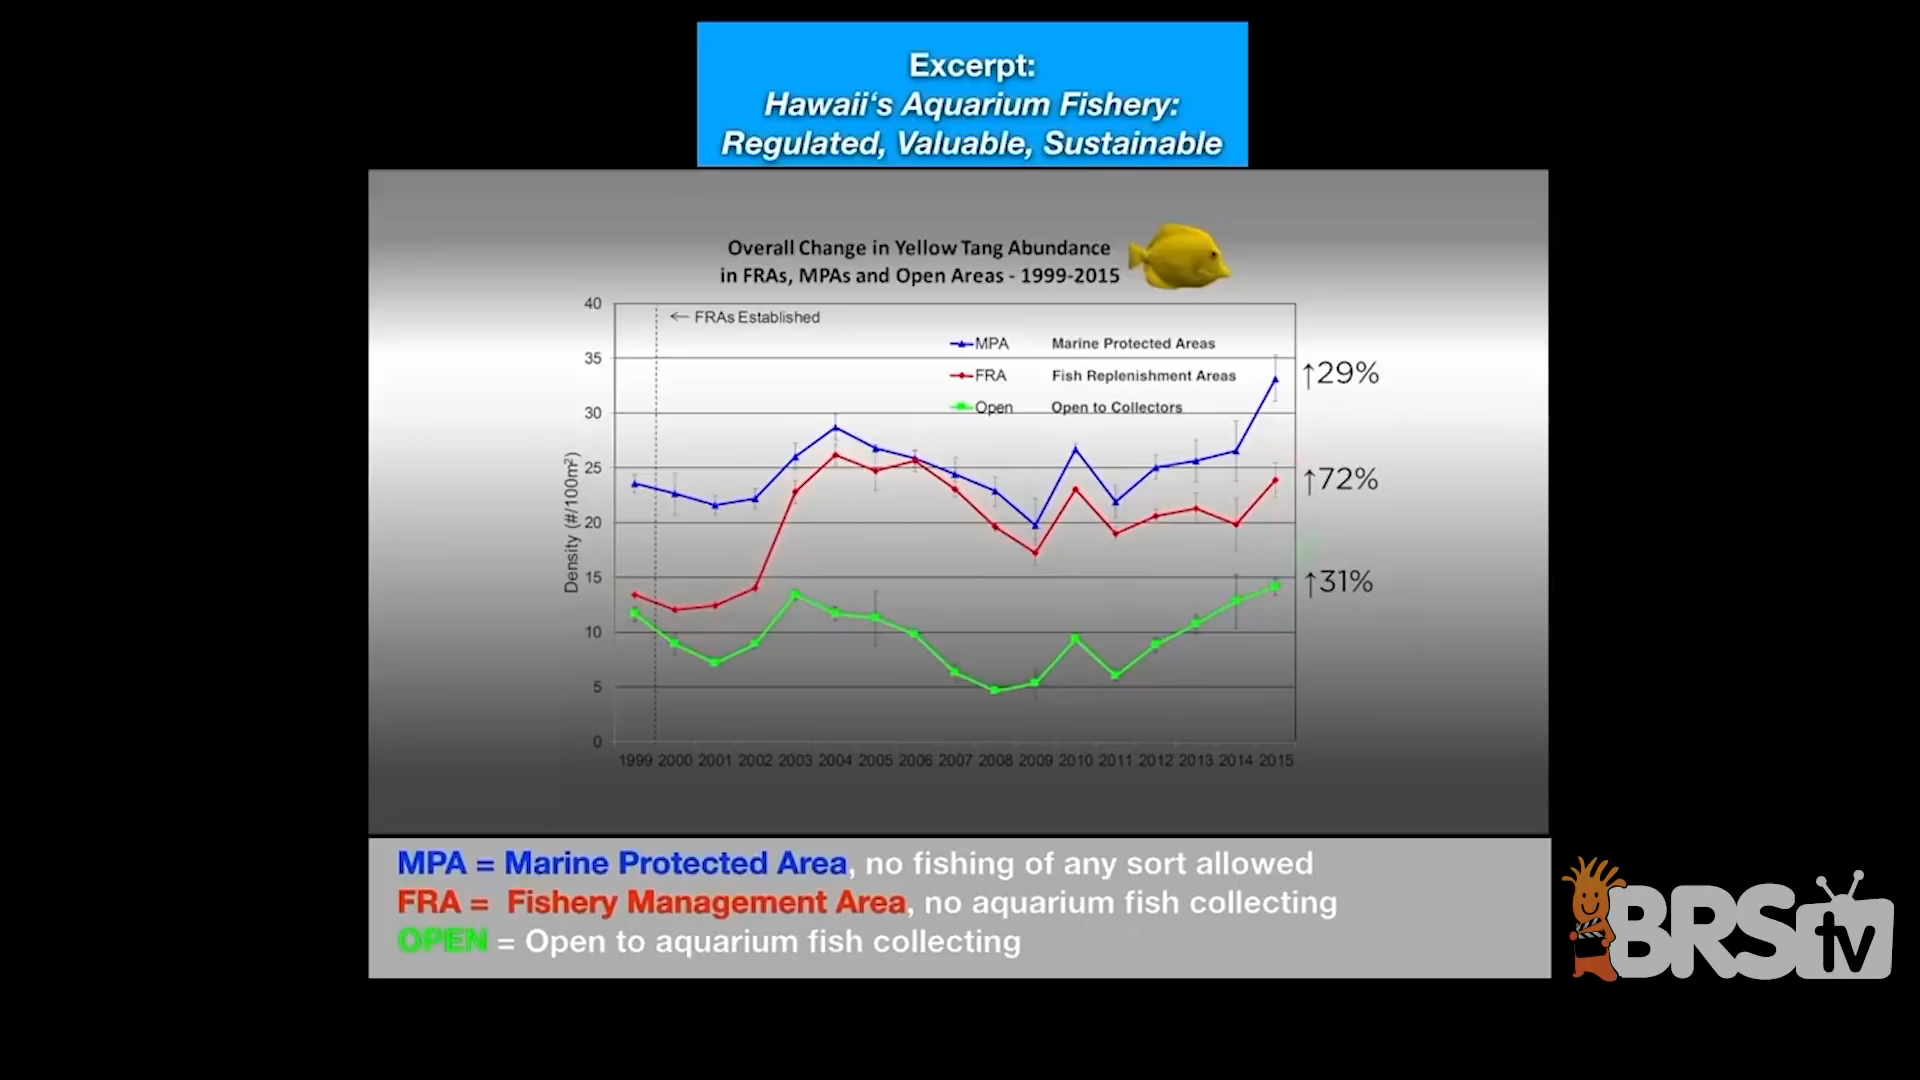 Excerpt:
Hawaii‘s Aquarium Fishery:
Regulated, Valuable, Sustainable
Overall Change in Yellow Tang Abundance
in FRAs, MPAs and Open Areas - 1999-2015
← FRAs Established
MPA Marine Protected Areas
FRA Fish Replenishment Areas
Open Open to Collectors
↑29%
↑72%
↑31%
Density (#/100m²)
40
35
30
25
20
15
10
5
0
1999 2000 2001 2002 2003 2004 2005 2006 2007 2008 2009 2010 2011 2012 2013 2014 2015
MPA = Marine Protected Area, no fishing of any sort allowed
FRA = Fishery Management Area, no aquarium fish collecting
OPEN = Open to aquarium fish collecting
BRS tv